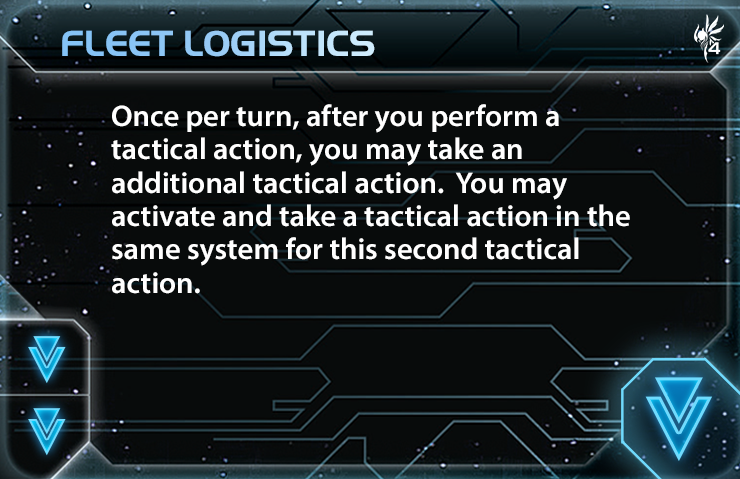 FLEET LOGISTICS
4
Once per turn, after you perform a
tactical action, you may take an
additional tactical action.  You may
activate and take a tactical action in the
same system for this second tactical
action.